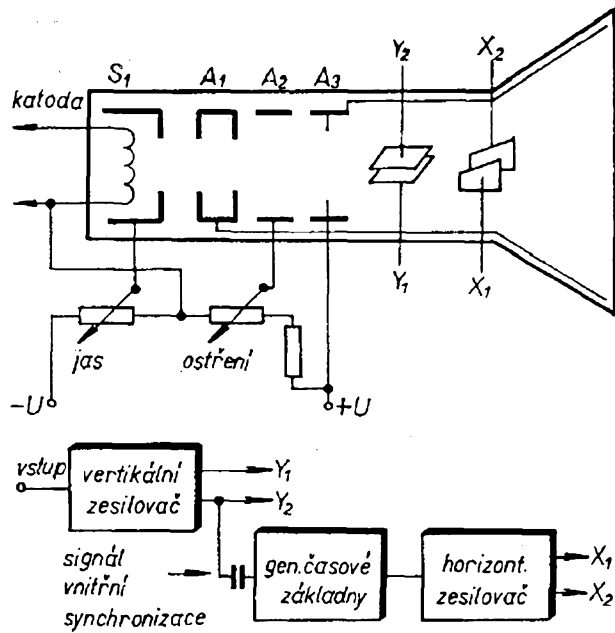 Y2 X2
S1 A1 A2 A3
katoda
Y1 X1
jas ostření
-U +U
vstup
vertikální
zesilovač
Y1
Y2
signál
vnitřní
synchronizace
gen.časové
základny
horizont.
zesilovač
X1
X2